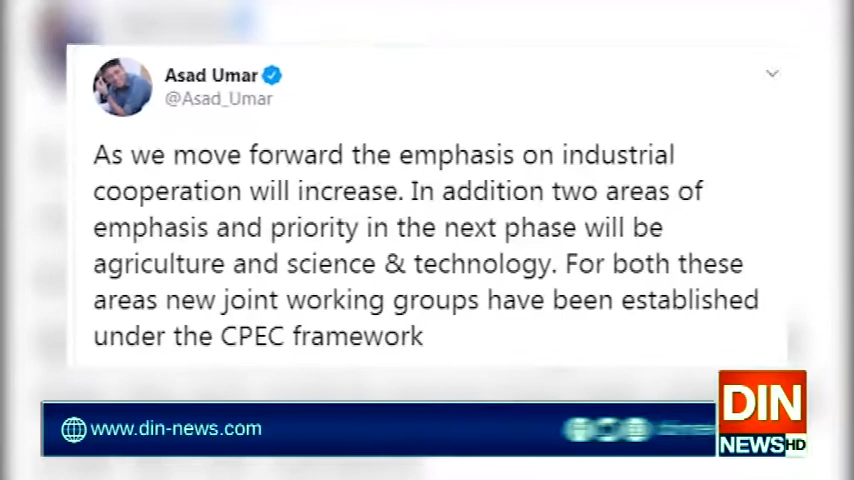 Asad Umar
@Asad_Umar
As we move forward the emphasis on industrial
cooperation will increase. In addition two areas of
emphasis and priority in the next phase will be
agriculture and science & technology. For both these
areas new joint working groups have been established
under the CPEC framework
www.din-news.com
DIN
NEWS HD